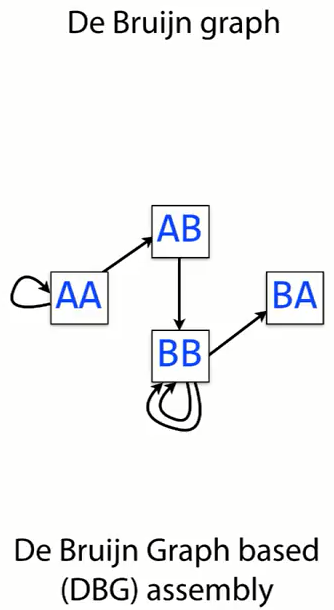 De Bruijn graph
AB
AA
BA
BB
De Bruijn Graph based
(DBG) assembly